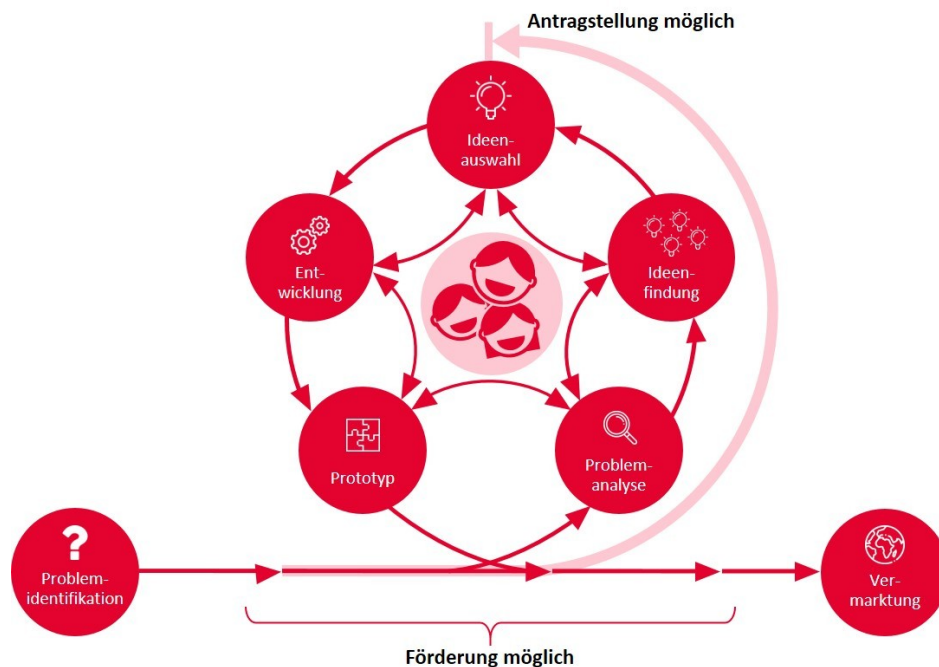 Antragstellung möglich
Ideen-
auswahl
Ent-
wicklung
Ideen-
findung
Prototyp
Problem-
analyse
?
Problem-
identifikation
Ver-
marktung
Förderung möglich